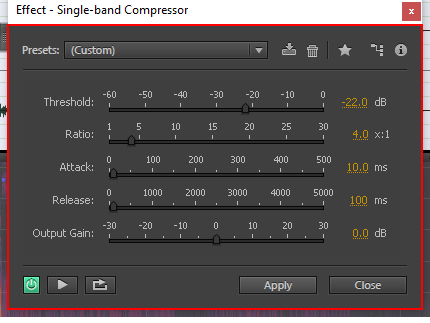 Effect - Single-band Compressor x
Presets: (Custom)
-60 -50 -40 -30 -20 -10 0
Threshold: -22.0 dB
1 5 10 15 20 25 30
Ratio: 4.0 x:1
0 100 200 300 400 500
Attack: 10.0 ms
0 1000 2000 3000 4000 5000
Release: 100 ms
-30 -20 -10 -0 10 20 30
Output Gain: 0.0 dB
Apply Close